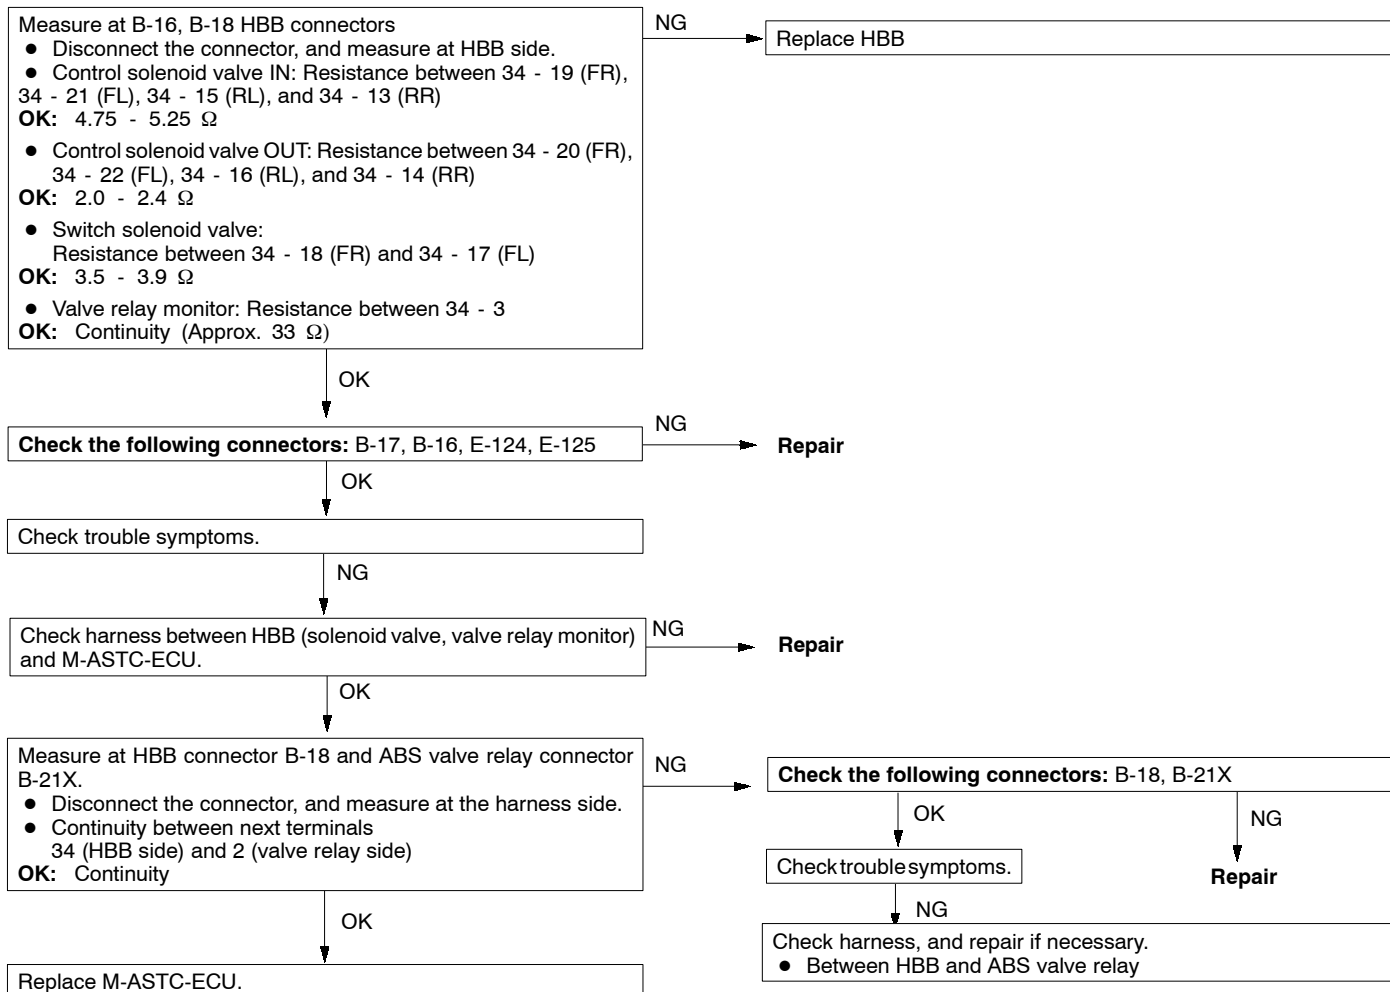 Measure at B-16, B-18 HBB connectors
● Disconnect the connector, and measure at HBB side.
● Control solenoid valve IN: Resistance between 34 - 19 (FR),
34 - 21 (FL), 34 - 15 (RL), and 34 - 13 (RR)
OK: 4.75 - 5.25 Ω
● Control solenoid valve OUT: Resistance between 34 - 20 (FR),
34 - 22 (FL), 34 - 16 (RL), and 34 - 14 (RR)
OK: 2.0 - 2.4 Ω
● Switch solenoid valve:
Resistance between 34 - 18 (FR) and 34 - 17 (FL)
OK: 3.5 - 3.9 Ω
● Valve relay monitor: Resistance between 34 - 3
OK: Continuity (Approx. 33 Ω)
NG
Replace HBB
OK
Check the following connectors: B-17, B-16, E-124, E-125
NG
Repair
OK
Check trouble symptoms.
NG
Check harness between HBB (solenoid valve, valve relay monitor)
and M-ASTC-ECU.
NG
Repair
OK
Measure at HBB connector B-18 and ABS valve relay connector
B-21X.
● Disconnect the connector, and measure at the harness side.
● Continuity between next terminals
34 (HBB side) and 2 (valve relay side)
OK: Continuity
NG
Check the following connectors: B-18, B-21X
OK
NG
Check trouble symptoms.
Repair
NG
Check harness, and repair if necessary.
● Between HBB and ABS valve relay
OK
Replace M-ASTC-ECU.